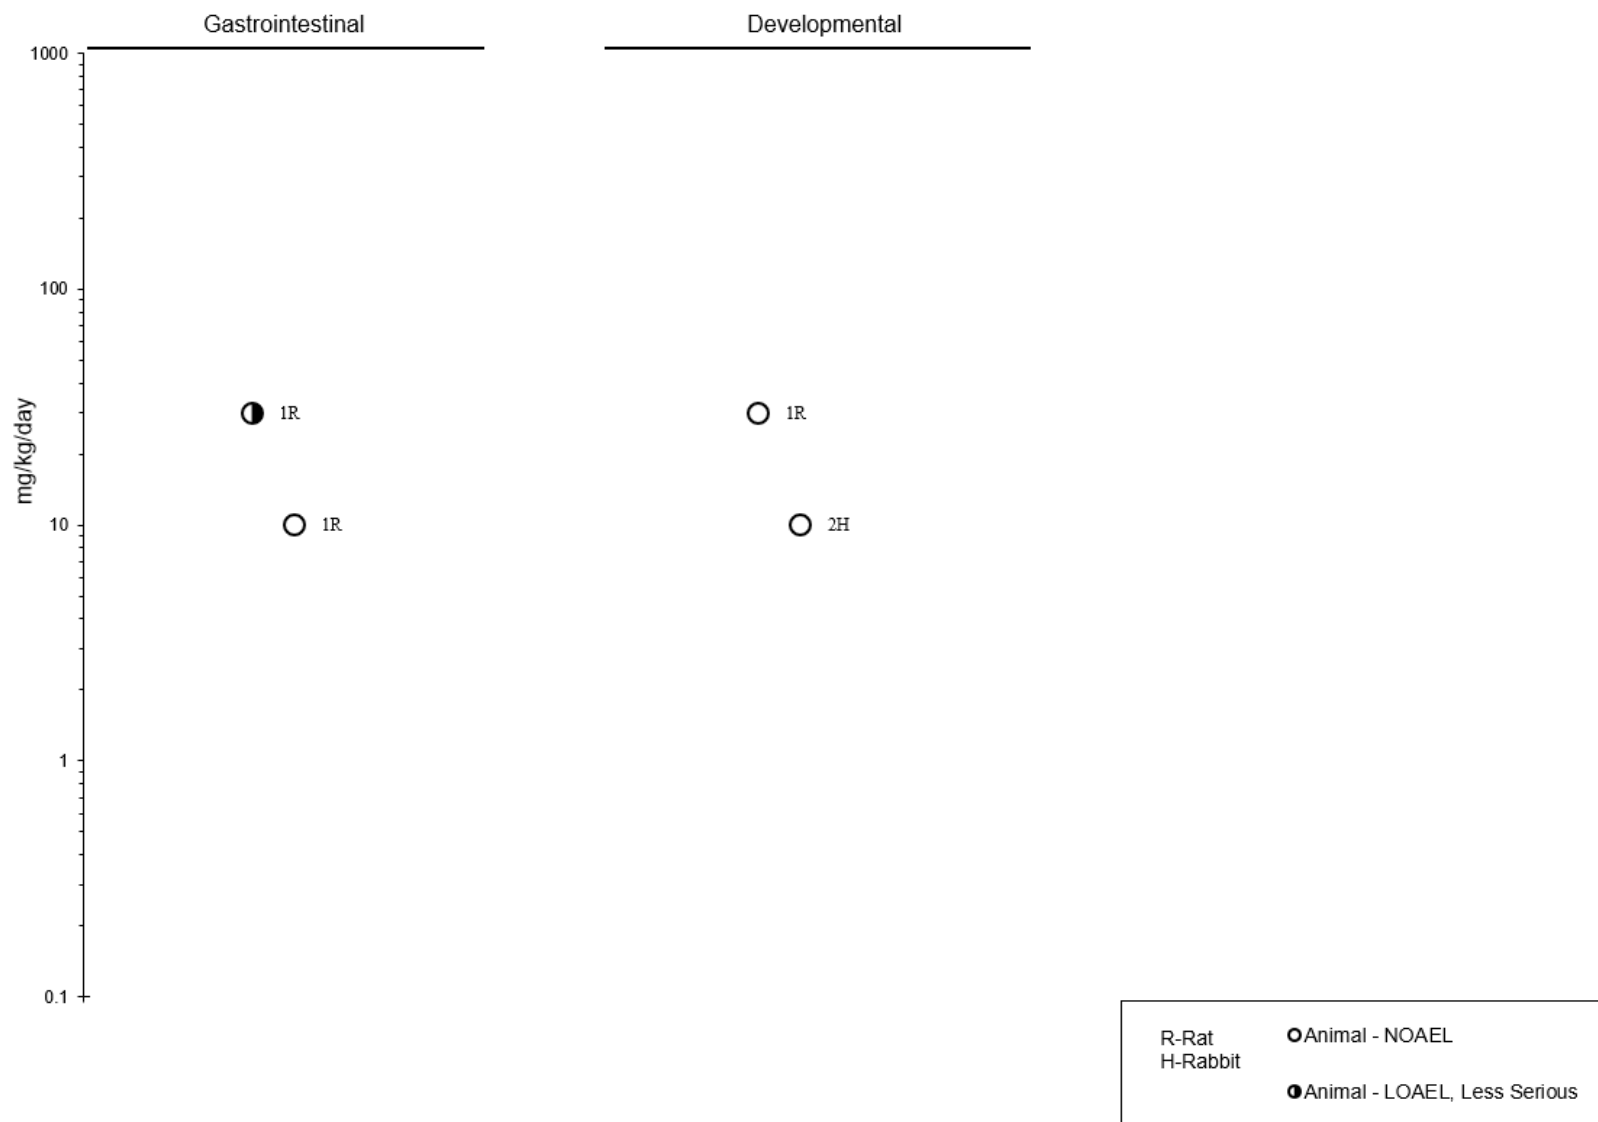 Gastrointestinal
Developmental
1000
100
mg/kg/day
1R
1R
10
1R
2H
1
0.1
R-Rat
H-Rabbit
Animal - NOAEL
Animal - LOAEL, Less Serious